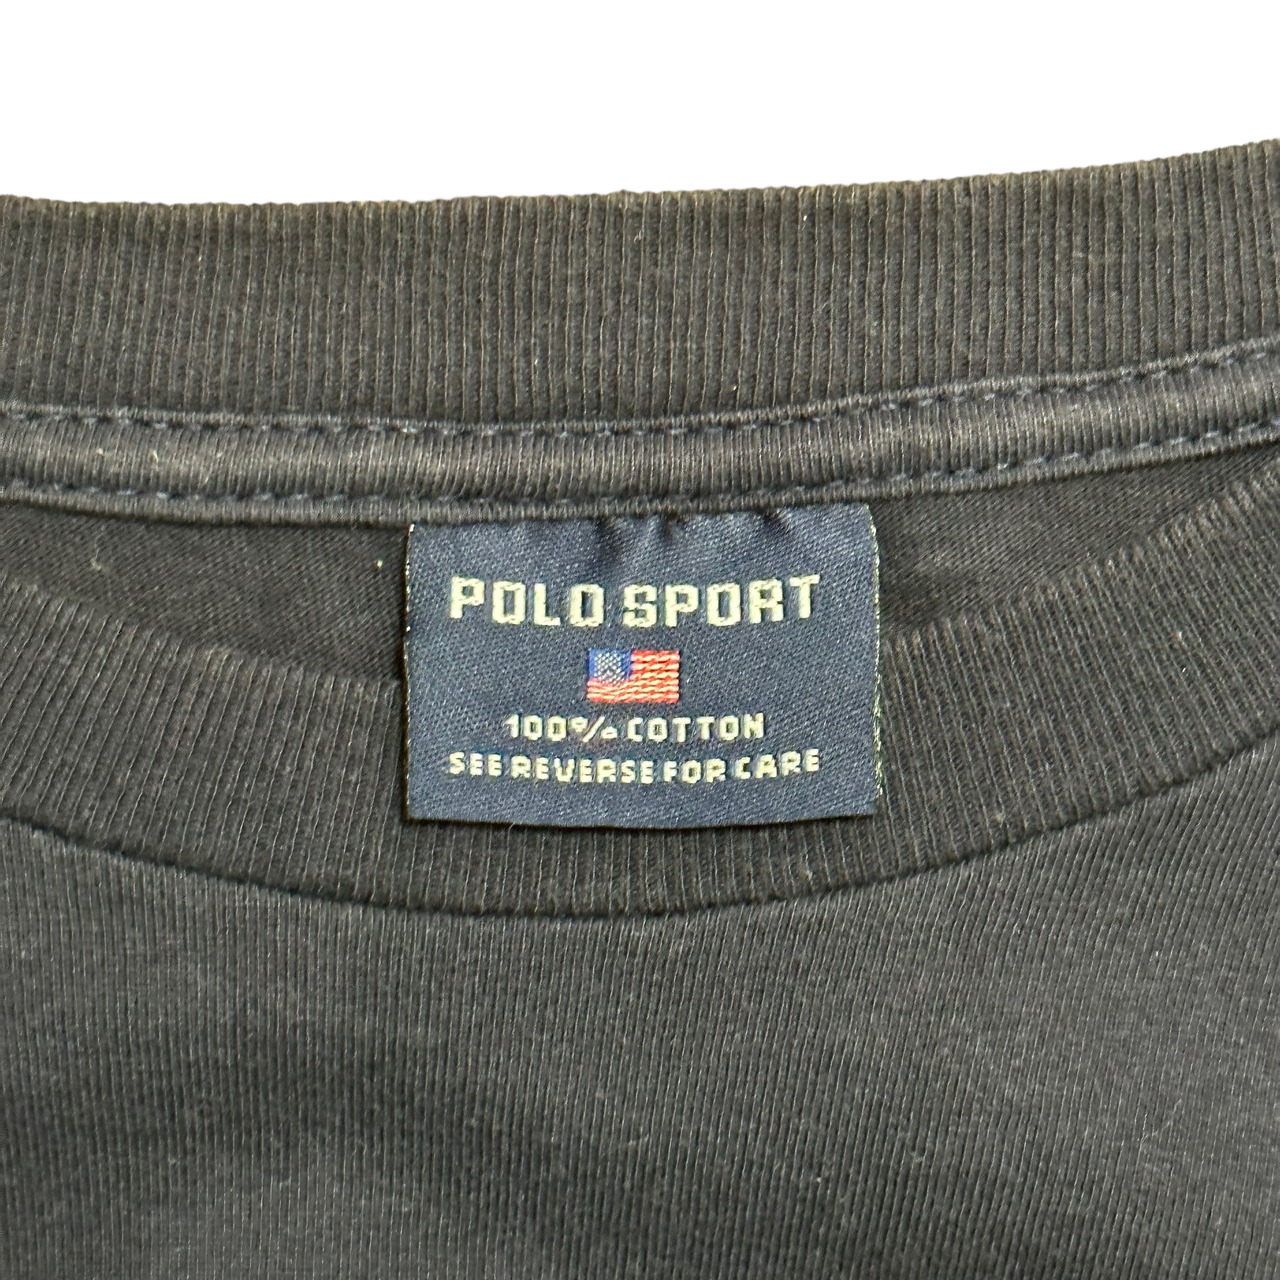 POLO SPORT
100% COTTON
SEE REVERSE FOR CARE